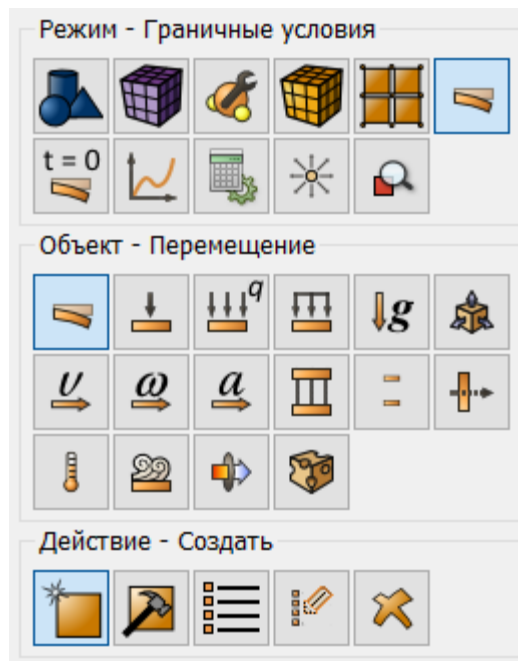 Режим - Граничные условия
t = 0
Объект - Перемещение
q
g
υ ω a
Действие - Создать